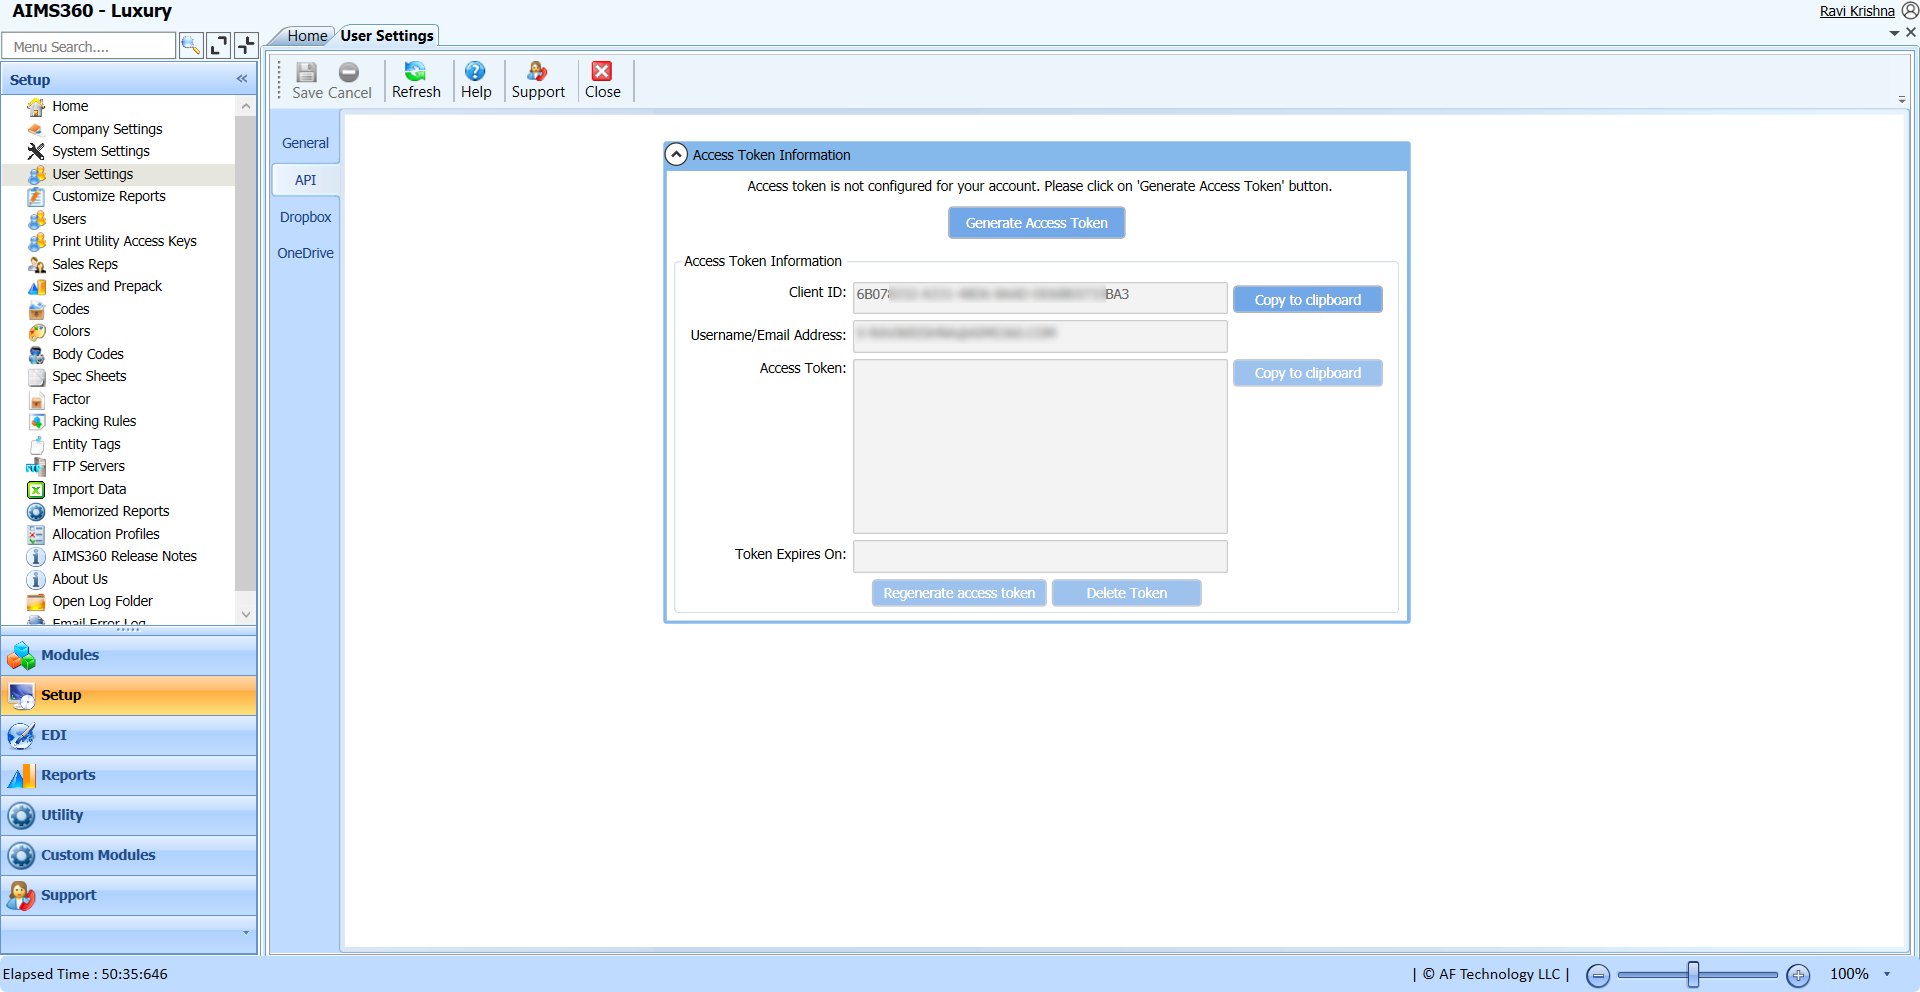 AIMS360 - Luxury
Ravi Krishna
Menu Search....
Home
User Settings
Setup
Save
Cancel
Refresh
Help
Support
Close
Home
Company Settings
System Settings
User Settings
Customize Reports
Users
Print Utility Access Keys
Sales Reps
Sizes and Prepack
Codes
Colors
Body Codes
Spec Sheets
Factor
Packing Rules
Entity Tags
FTP Servers
Import Data
Memorized Reports
Allocation Profiles
AIMS360 Release Notes
About Us
Open Log Folder
Email Error Log
Modules
Setup
EDI
Reports
Utility
Custom Modules
Support
General
API
Dropbox
OneDrive
Access Token Information
Access token is not configured for your account. Please click on 'Generate Access Token' button.
Generate Access Token
Access Token Information
Client ID:
6B078
BA3
Copy to clipboard
Username/Email Address:
Access Token:
Copy to clipboard
Token Expires On:
Regenerate access token
Delete Token
Elapsed Time : 50:35:646
| © AF Technology LLC |
100%